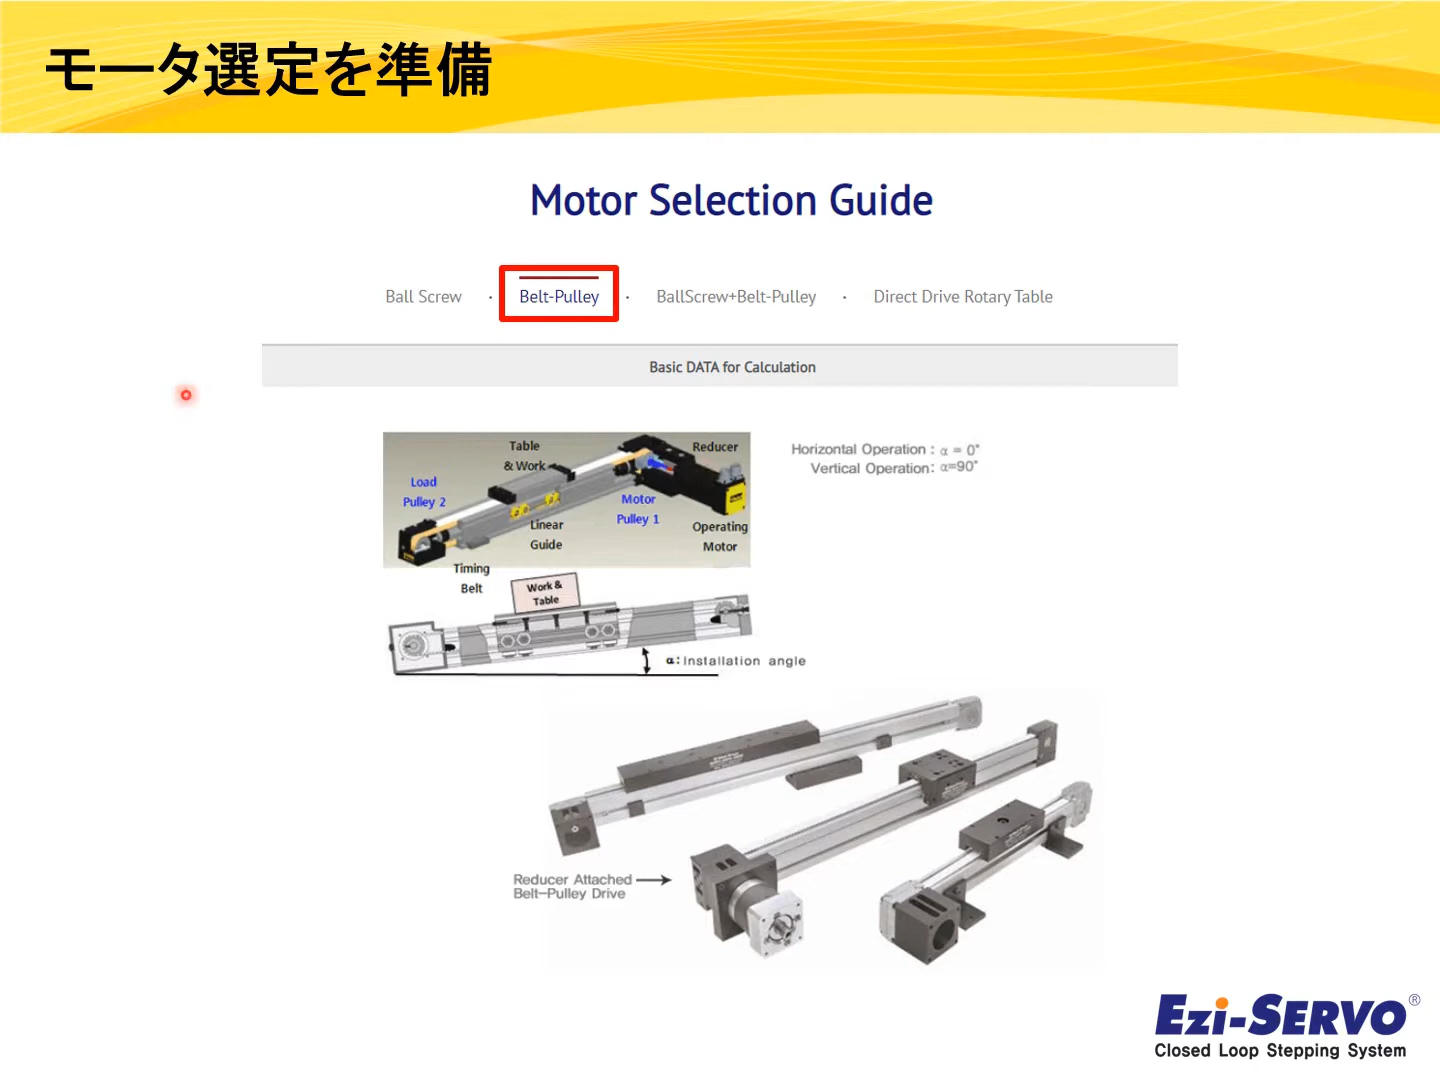 モータ選定を準備
Motor Selection Guide
Ball Screw · Belt-Pulley · BallScrew+Belt-Pulley · Direct Drive Rotary Table
Basic DATA for Calculation
Table
& Work
Reducer
Load
Pulley 2
Motor
Pulley 1
Linear
Guide
Operating
Motor
Timing
Belt
Horizontal Operation : α = 0°
Vertical Operation: α=90°
Work &
Table
α: Installation angle
Reducer Attached
Belt-Pulley Drive
Ezi-SERVO®
Closed Loop Stepping System